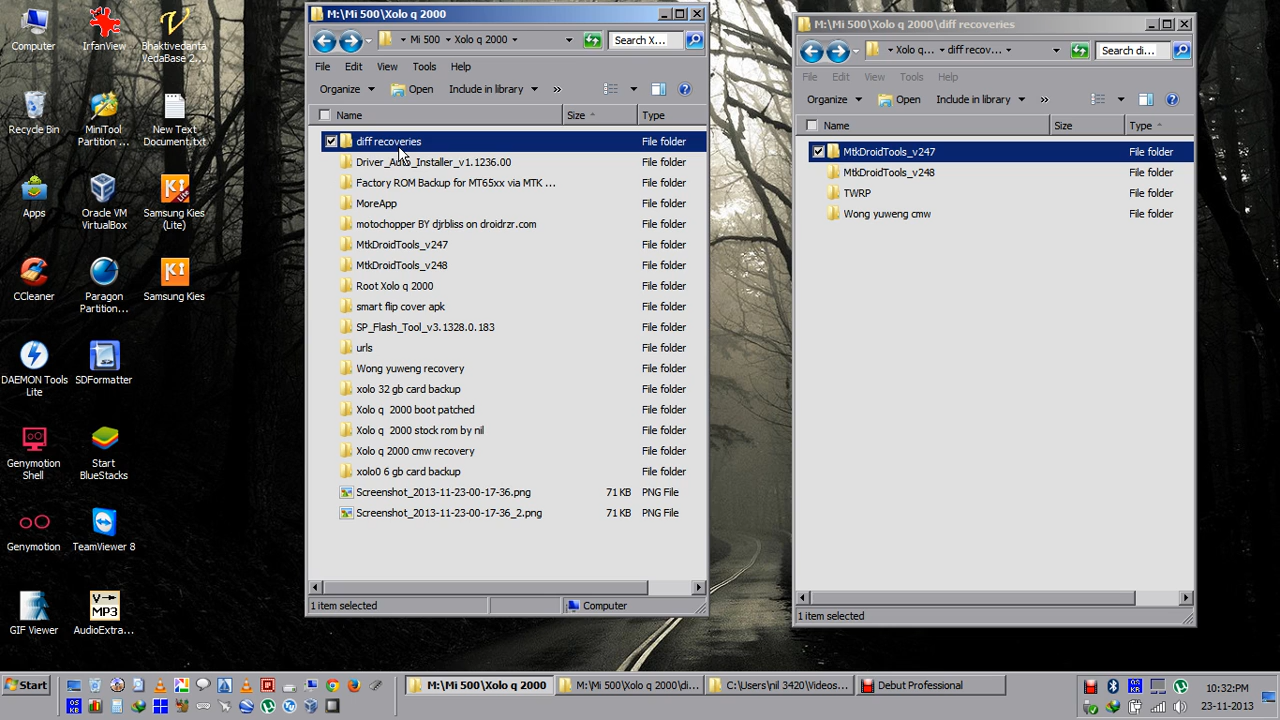 Computer
IrfanView
Bhaktivedanta
VedaBase 2...
Recycle Bin
MiniTool
Partition ...
New Text
Document.txt
Apps
Oracle VM
VirtualBox
Samsung Kies
(Lite)
CCleaner
Paragon
Partition...
Samsung Kies
DAEMON Tools
Lite
SDFormatter
Genymotion
Shell
Start
BlueStacks
Genymotion
TeamViewer 8
GIF Viewer
AudioExtra...
M:\Mi 500\Xolo q 2000
Mi 500
Xolo q 2000
Search X...
File
Edit
View
Tools
Help
Organize
Open
Include in library
»
Name
Size
Type
diff recoveries
File folder
Driver_Auto_Installer_v1.1236.00
File folder
Factory ROM Backup for MT65xx via MTK ...
File folder
MoreApp
File folder
motochopper BY djrbliss on droidrzr.com
File folder
MtkDroidTools_v247
File folder
MtkDroidTools_v248
File folder
Root Xolo q 2000
File folder
smart flip cover apk
File folder
SP_Flash_Tool_v3.1328.0.183
File folder
urls
File folder
Wong yuweng recovery
File folder
xolo 32 gb card backup
File folder
Xolo q  2000 boot patched
File folder
Xolo q  2000 stock rom by nil
File folder
Xolo q 2000 cmw recovery
File folder
xolo0 6 gb card backup
File folder
Screenshot_2013-11-23-00-17-36.png
71 KB
PNG File
Screenshot_2013-11-23-00-17-36_2.png
71 KB
PNG File
1 item selected
Computer
M:\Mi 500\Xolo q 2000\diff recoveries
Xolo q...
diff recov...
Search di...
File
Edit
View
Tools
Help
Organize
Open
Include in library
»
Name
Size
Type
MtkDroidTools_v247
File folder
MtkDroidTools_v248
File folder
TWRP
File folder
Wong yuweng cmw
File folder
1 item selected
Start
M:\Mi 500\Xolo q 2000
M:\Mi 500\Xolo q 2000\di...
C:\Users\nil 3420\Videos...
Debut Professional
10:32 PM
23-11-2013